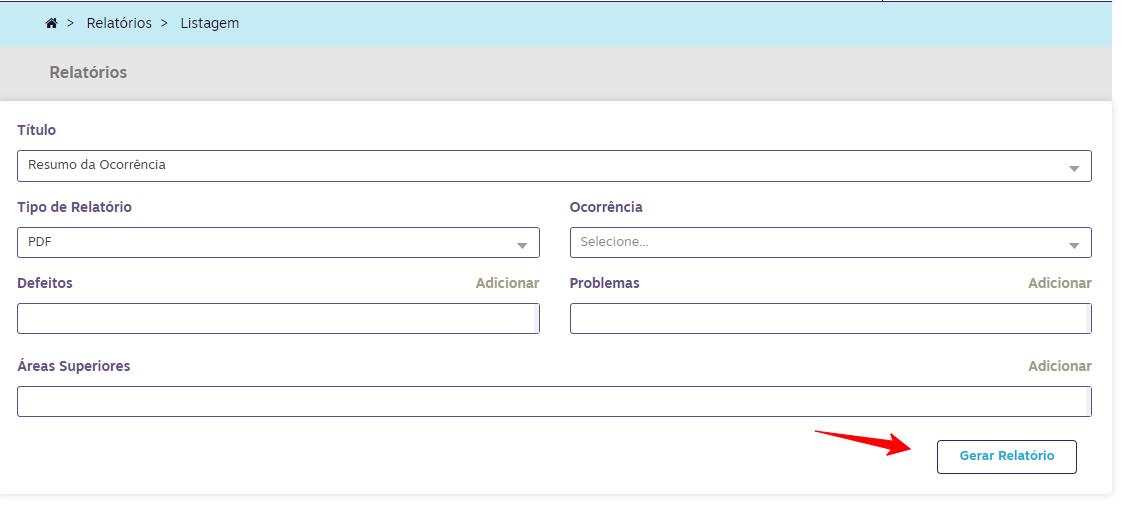 > Relatórios > Listagem
Relatórios
Título
Resumo da Ocorrência
Tipo de Relatório Ocorrência
PDF Selecione...
Defeitos Adicionar Problemas Adicionar
Áreas Superiores Adicionar
Gerar Relatório